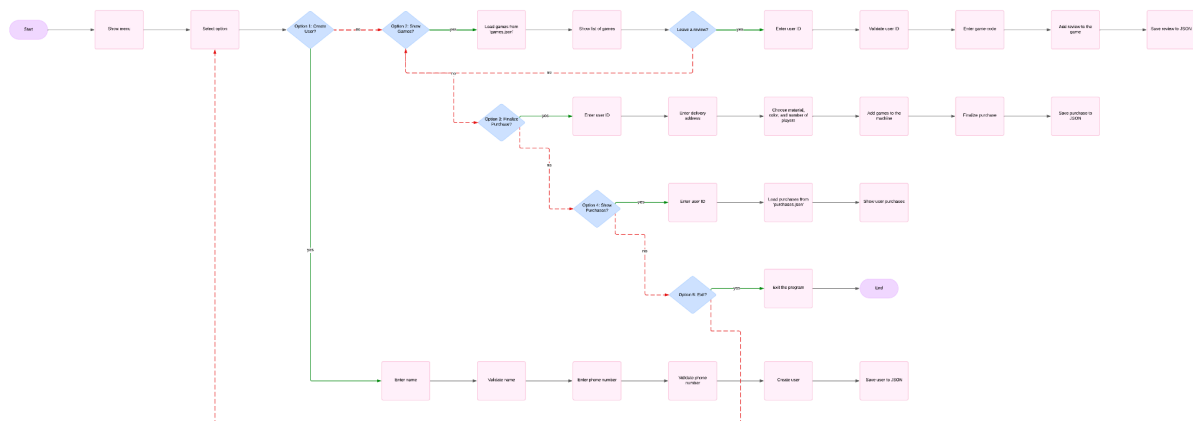 Start
Show menu
Select option
Option 1: Create
User?
no
Option 2: Show
Games?
yes
Load games from
'games.json'
Show list of games
Leave a review?
yes
Enter user ID
Validate user ID
Enter game code
Add review to the
game
Save review to JSON
no
no
Option 3: Finalize
Purchase?
yes
Enter user ID
Enter delivery
address
Choose material,
color, and number of
players
Add games to the
machine
Finalize purchase
Save purchase to
JSON
no
Option 4: Show
Purchases?
yes
Enter user ID
Load purchases from
'purchases.json'
Show user purchases
yes
no
Option 5: Exit?
yes
Exit the program
End
Enter name
Validate name
Enter phone number
Validate phone
number
Create user
Save user to JSON